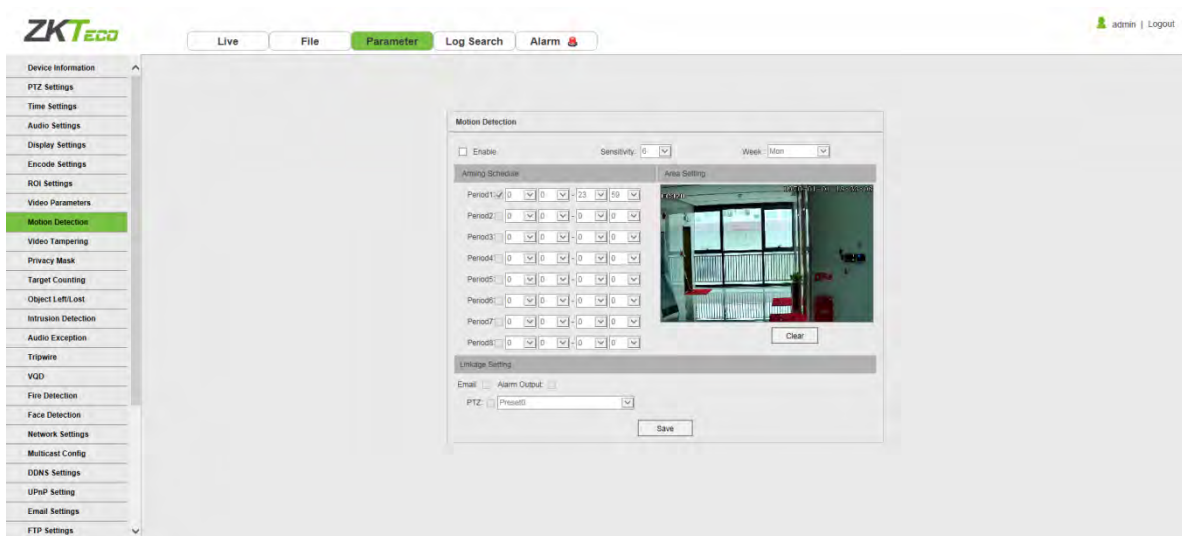 ZKTeco
admin | Logout
Live
File
Parameter
Log Search
Alarm
Device Information
PTZ Settings
Time Settings
Audio Settings
Display Settings
Encode Settings
ROI Settings
Video Parameters
Motion Detection
Video Tampering
Privacy Mask
Target Counting
Object Left/Lost
Intrusion Detection
Audio Exception
Tripwire
VQD
Fire Detection
Face Detection
Network Settings
Multicast Config
DDNS Settings
UPnP Setting
Email Settings
FTP Settings
Motion Detection
Enable Sensitivity: 6 Week: Mon
Arming Schedule
Period1: 0 0 - 23 59
Period2: 0 0 - 0 0
Period3: 0 0 - 0 0
Period4: 0 0 - 0 0
Period5: 0 0 - 0 0
Period6: 0 0 - 0 0
Period7: 0 0 - 0 0
Period8: 0 0 - 0 0
Area Setting
Clear
Linkage Setting
Email: Alarm Output:
PTZ: Preset0
Save